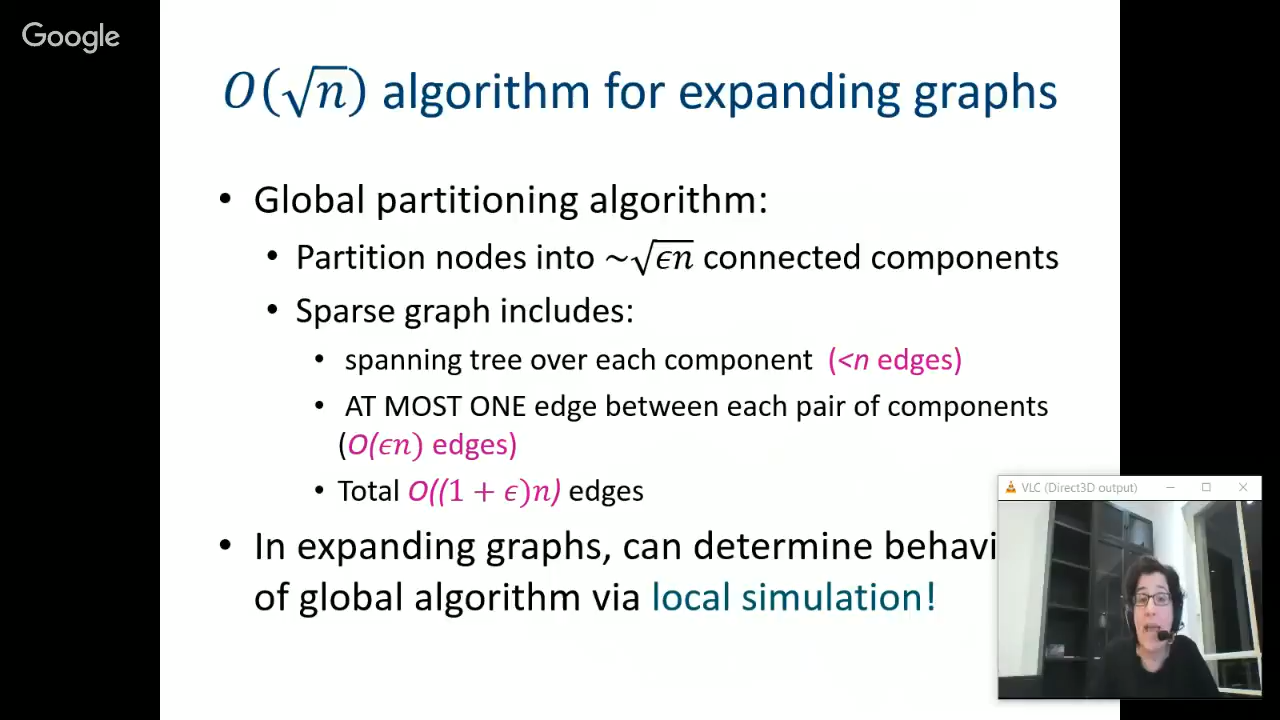 Google
O(√n) algorithm for expanding graphs
• Global partitioning algorithm:
• Partition nodes into ~√ϵn connected components
• Sparse graph includes:
• spanning tree over each component (<n edges)
• AT MOST ONE edge between each pair of components
(O(ϵn) edges)
• Total O((1 + ϵ)n) edges
VLC (Direct3D output)
• In expanding graphs, can determine behavi
of global algorithm via local simulation!